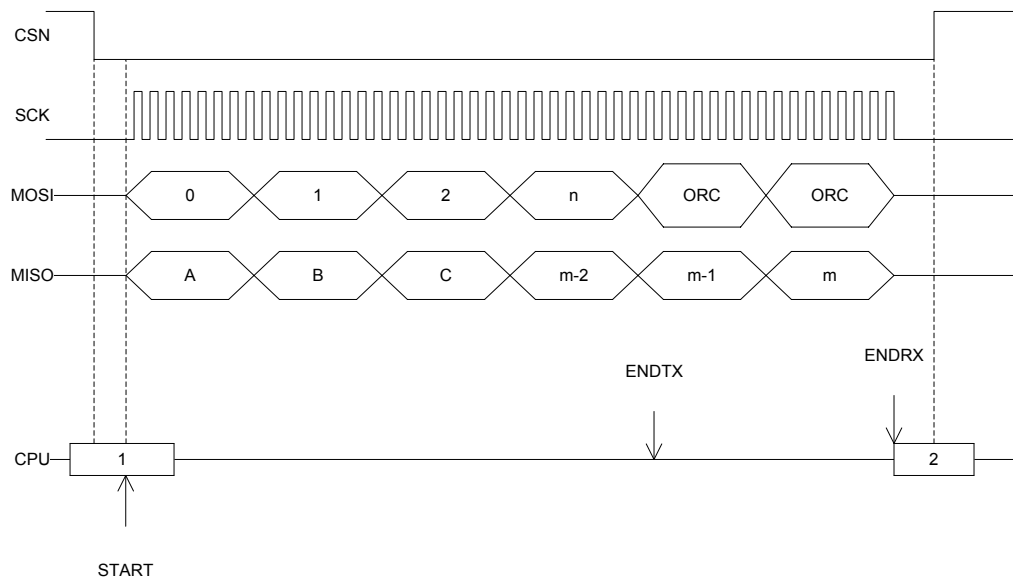 CSN
SCK
MOSI 0 1 2 n ORC ORC
MISO A B C m-2 m-1 m
ENDTX
ENDRX
CPU 1 2
START